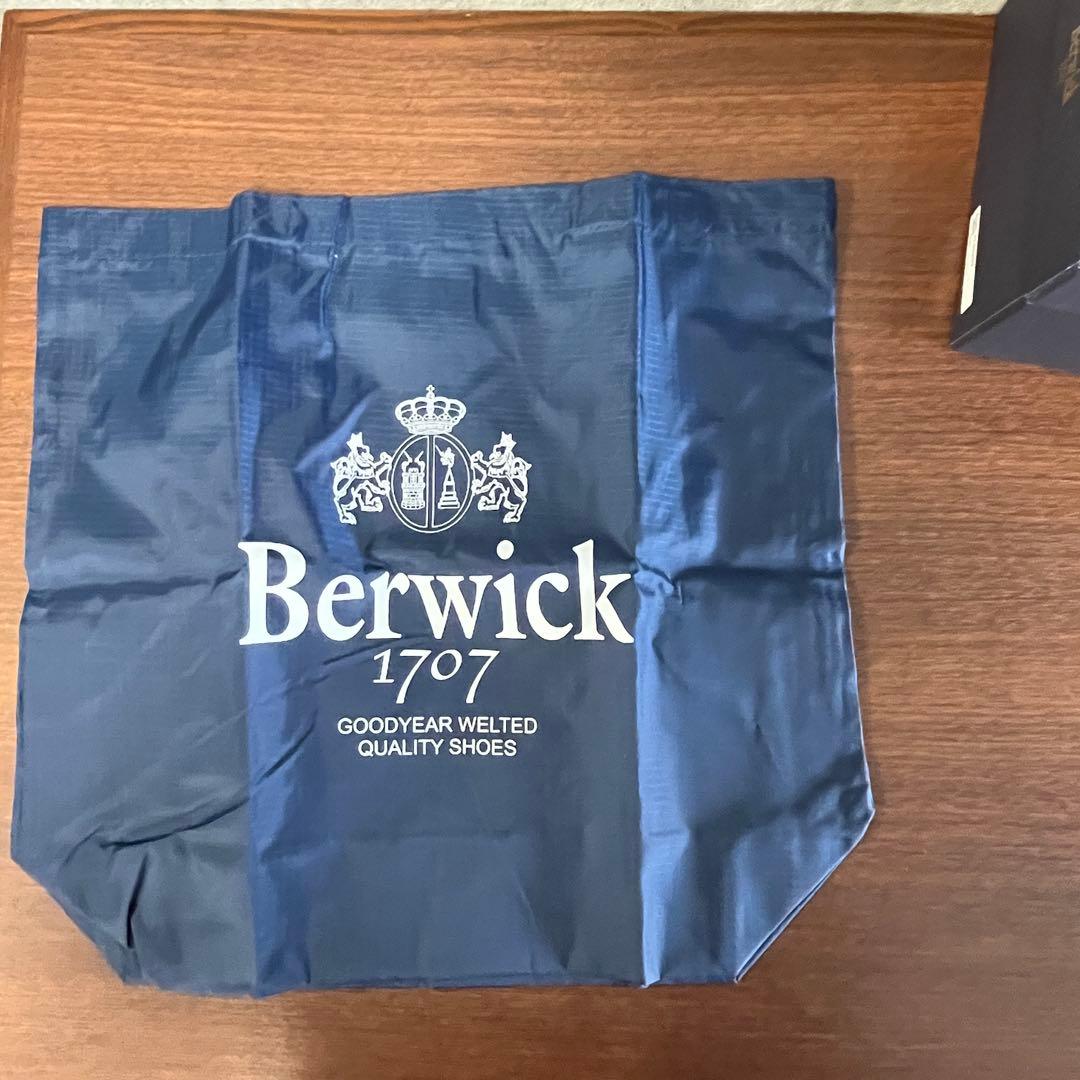 Berwick
1707
GOODYEAR WELTED
QUALITY SHOES